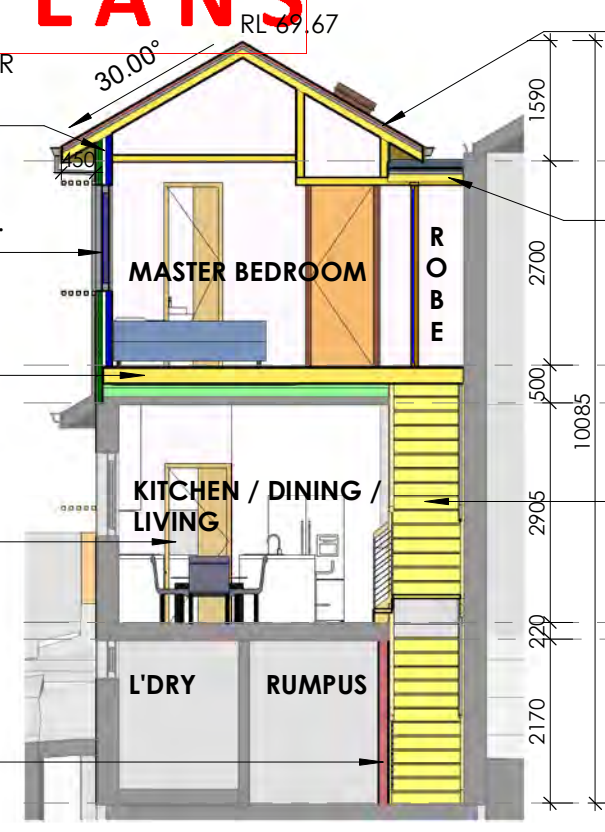 LANS
RL 69.67
R
30.00°
450
1590
MASTER BEDROOM
ROBE
2700
500
10085
KITCHEN / DINING /
LIVING
2905
220
L'DRY
RUMPUS
2170